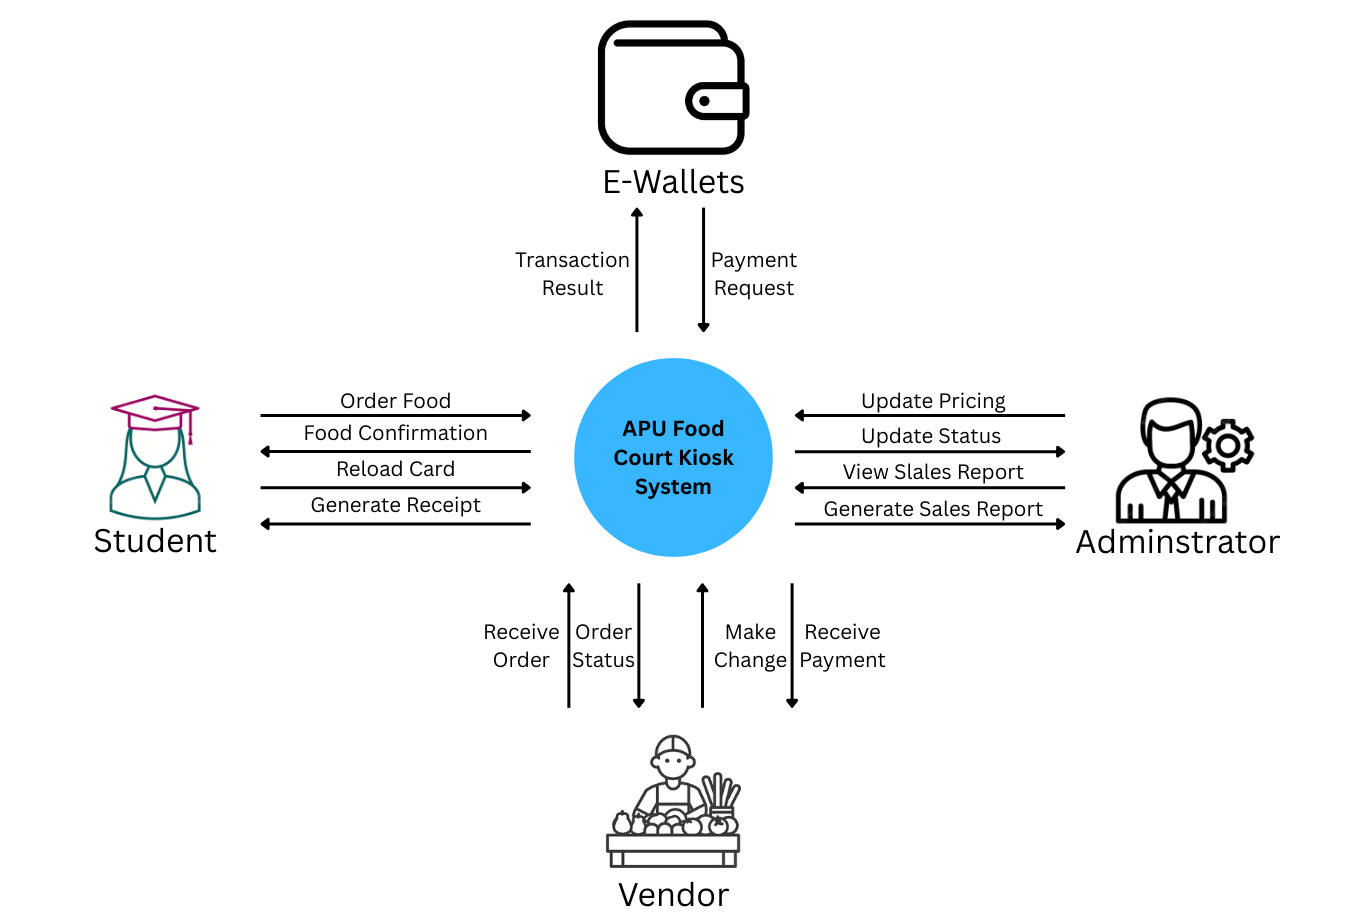 E-Wallets
Transaction
Result
Payment
Request
Order Food
Food Confirmation
Reload Card
Generate Receipt
Student
APU Food
Court Kiosk
System
Update Pricing
Update Status
View Slales Report
Generate Sales Report
Adminstrator
Receive
Order
Order
Status
Make
Change
Receive
Payment
Vendor